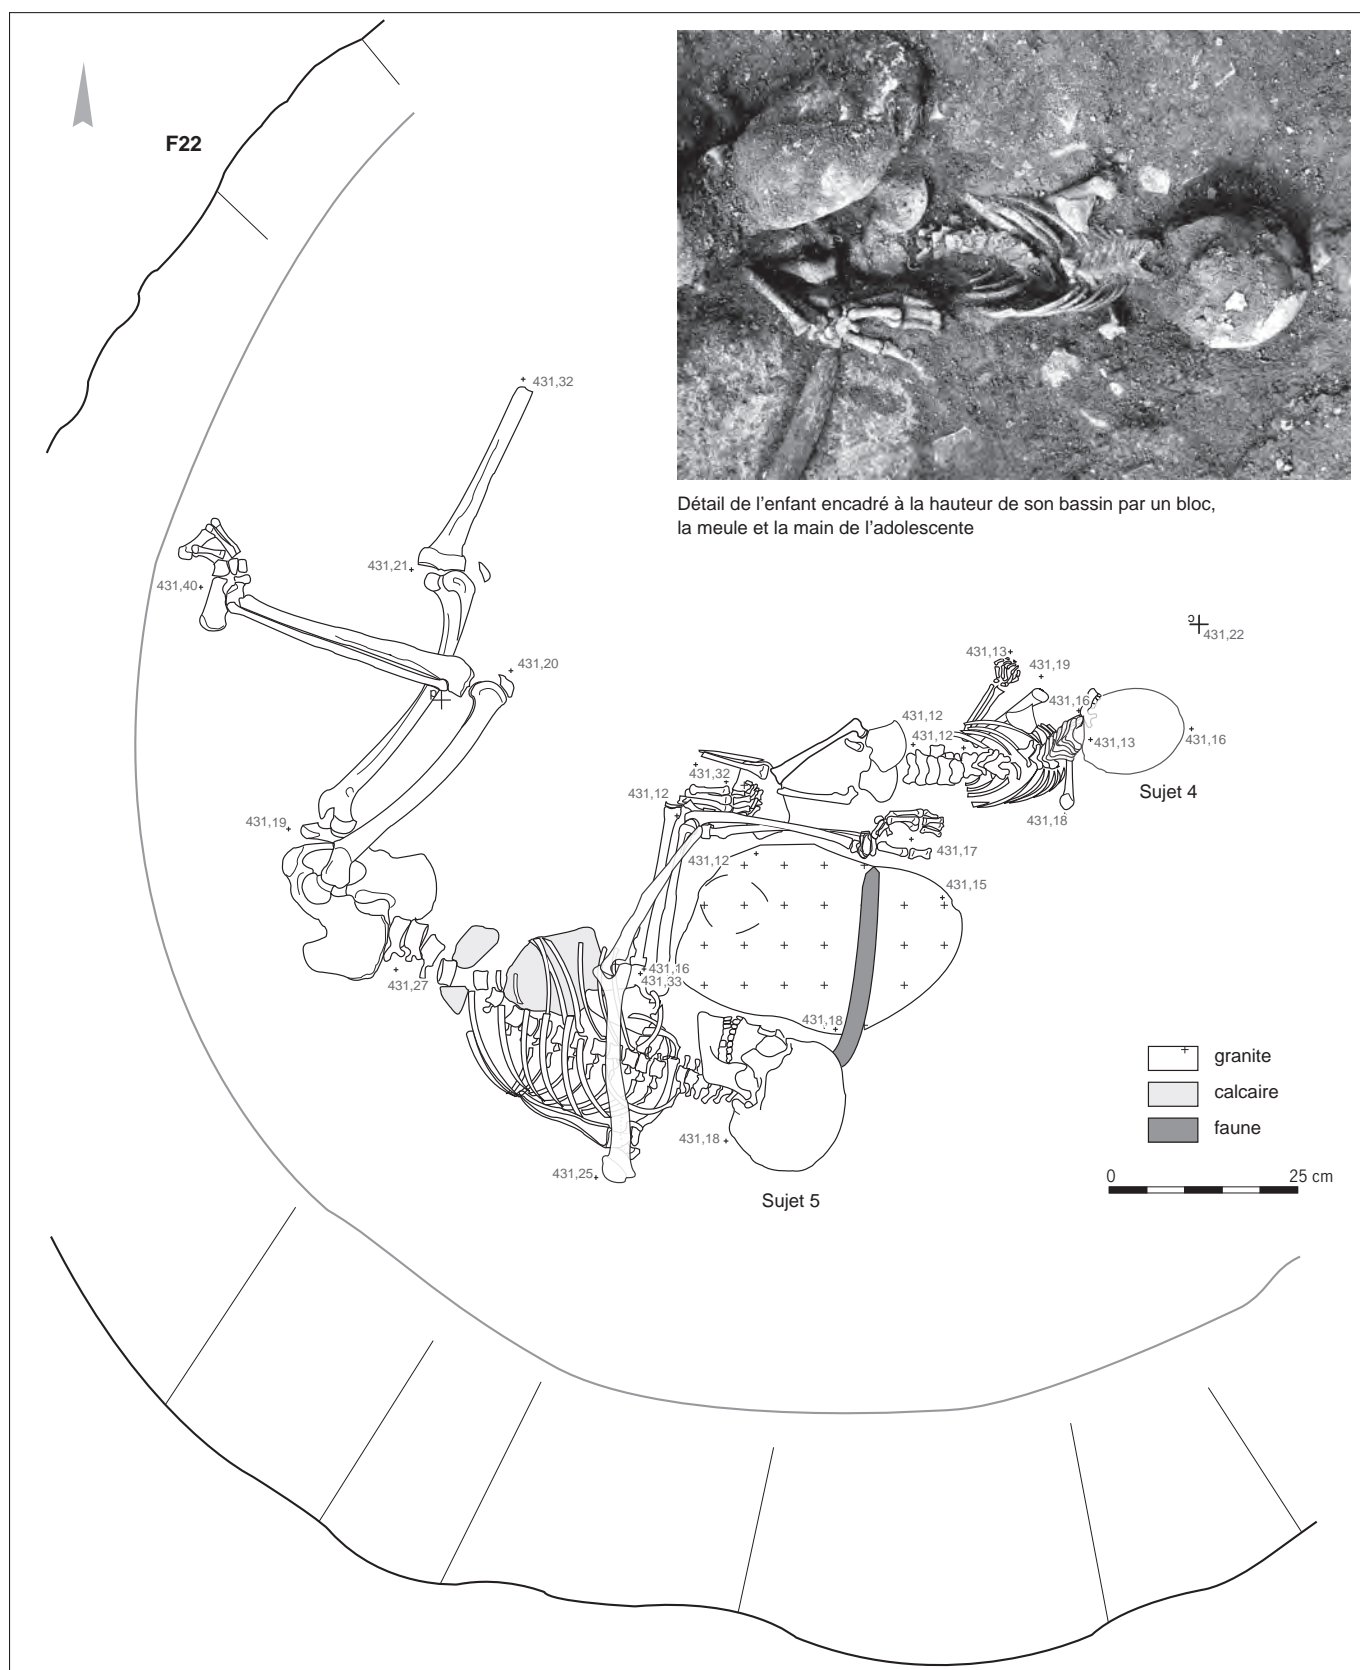 F22
Détail de l'enfant encadré à la hauteur de son bassin par un bloc,
la meule et la main de l'adolescente
431,32
431,21
431,40
431,20
431,22
431,13
431,19
431,16
431,12
431,12
431,13
431,16
Sujet 4
431,32
431,12
431,18
431,19
431,17
431,12
431,15
431,16
431,33
431,27
431,18
431,18
431,25
Sujet 5
granite
calcaire
faune
0 25 cm